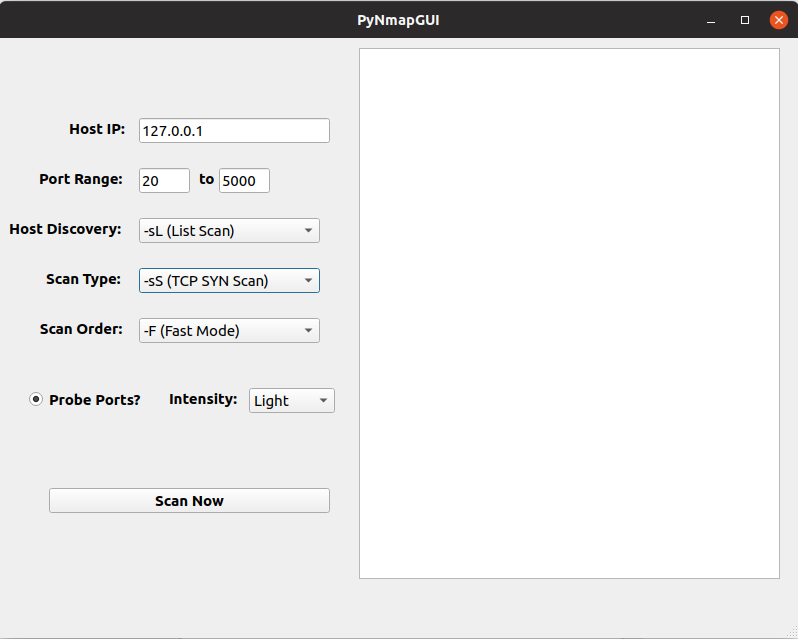 PyNmapGUI
Host IP: 127.0.0.1
Port Range: 20 to 5000
Host Discovery: -sL (List Scan)
Scan Type: -sS (TCP SYN Scan)
Scan Order: -F (Fast Mode)
Probe Ports? Intensity: Light
Scan Now